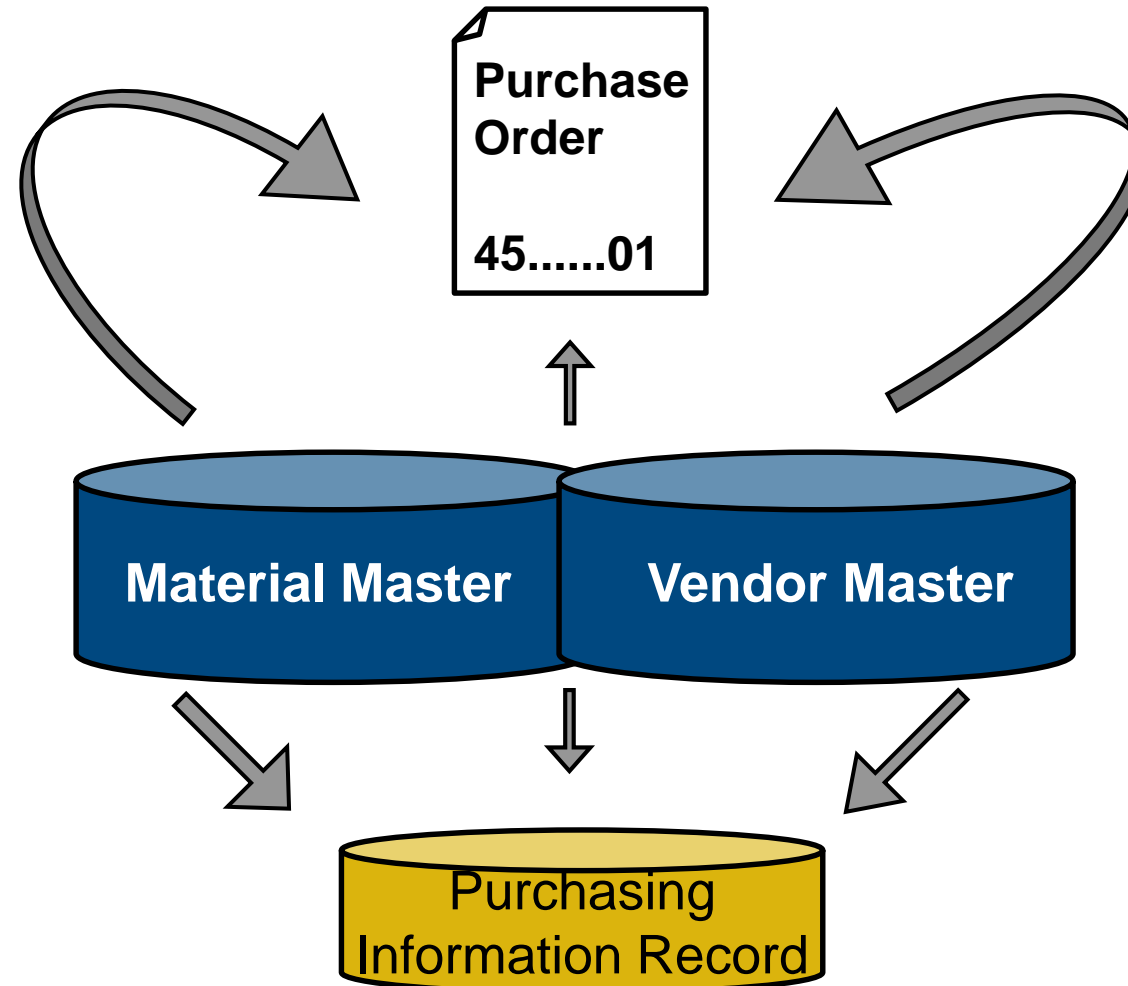 Purchase
Order
45......01
Material Master
Vendor Master
Purchasing
Information Record